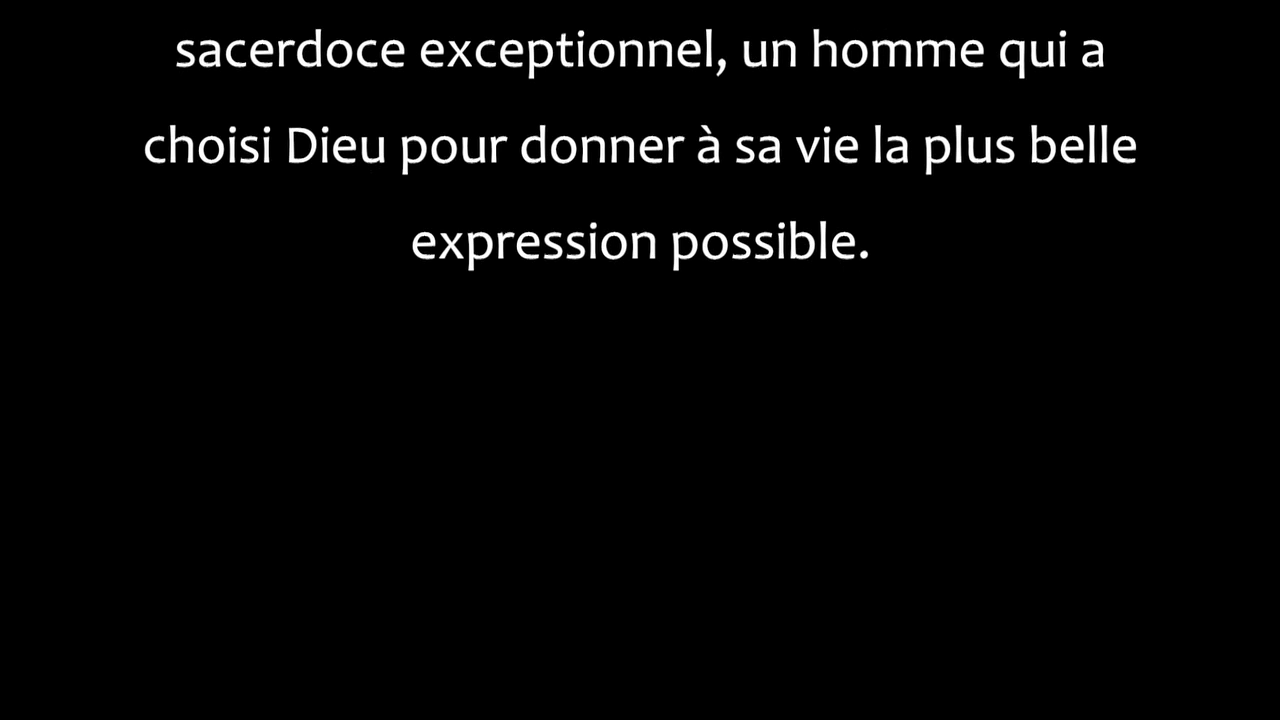 sacerdoce exceptionnel, un homme qui a
choisi Dieu pour donner à sa vie la plus belle
expression possible.